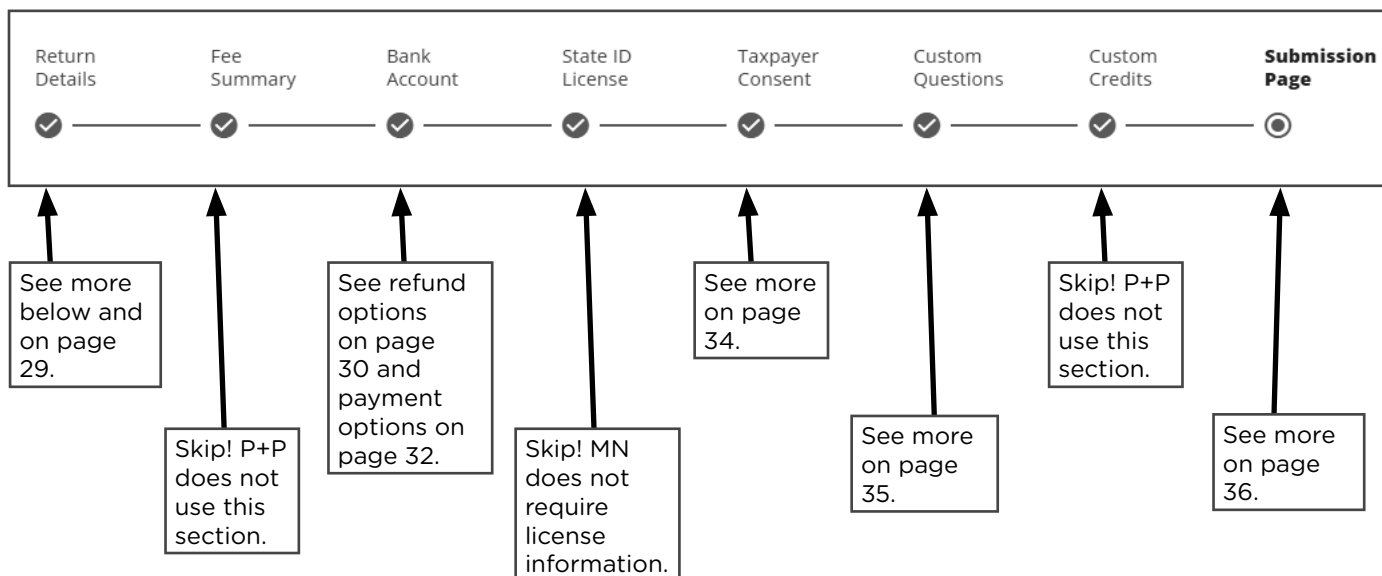 Return
Details
Fee
Summary
Bank
Account
State ID
License
Taxpayer
Consent
Custom
Questions
Custom
Credits
Submission
Page
See more
below and
on page
29.
Skip! P+P
does not
use this
section.
See refund
options
on page
30 and
payment
options on
page 32.
Skip! MN
does not
require
license
information.
See more
on page
34.
See more
on page
35.
Skip! P+P
does not
use this
section.
See more
on page
36.